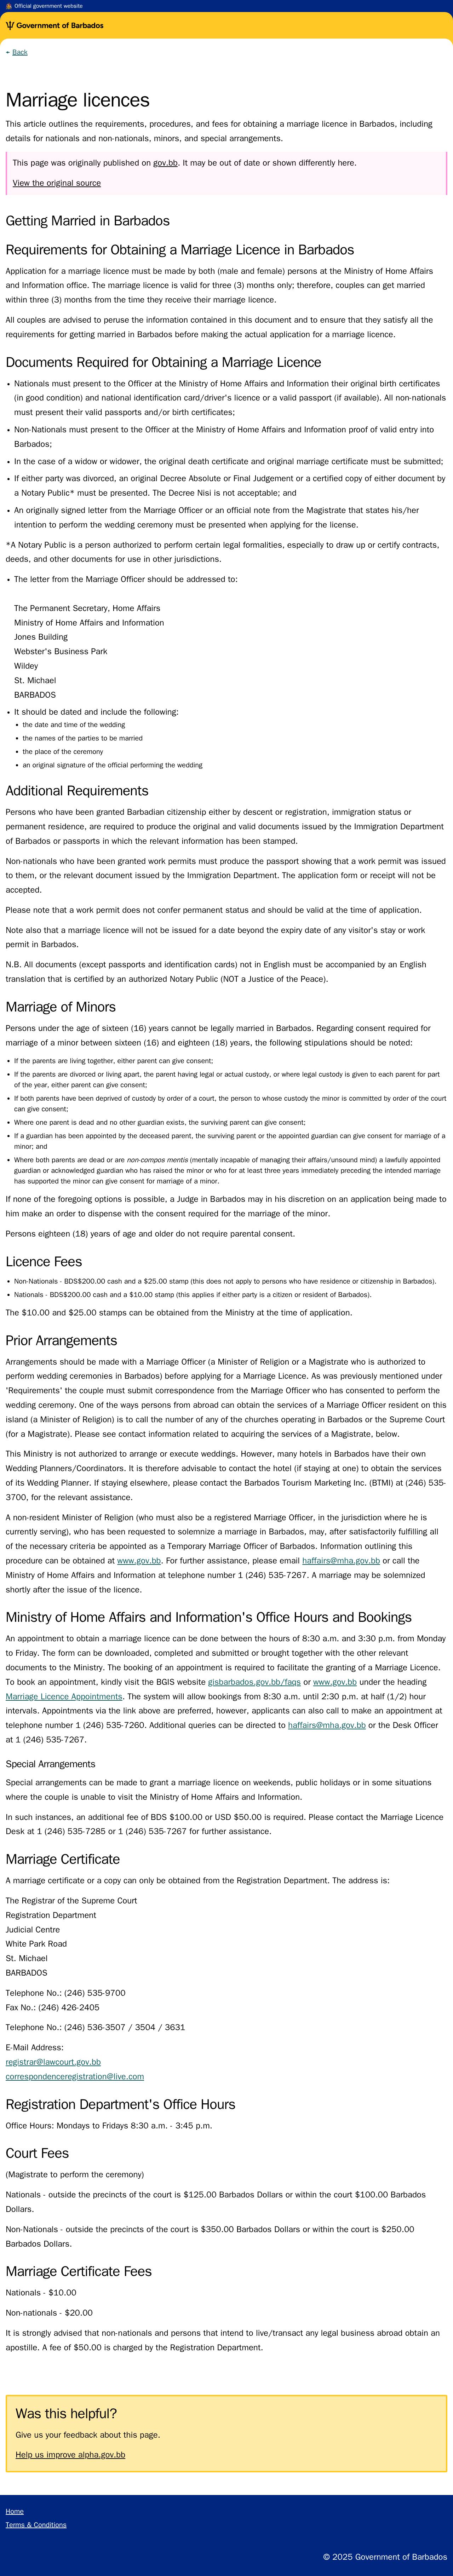 Official government website
Government of Barbados
Back
Marriage licences
This article outlines the requirements, procedures, and fees for obtaining a marriage licence in Barbados, including
details for nationals and non-nationals, minors, and special arrangements.
This page was originally published on gov.bb. It may be out of date or shown differently here.
View the original source
Getting Married in Barbados
Requirements for Obtaining a Marriage Licence in Barbados
Application for a marriage licence must be made by both (male and female) persons at the Ministry of Home Affairs
and Information office. The marriage licence is valid for three (3) months only; therefore, couples can get married
within three (3) months from the time they receive their marriage licence.
All couples are advised to peruse the information contained in this document and to ensure that they satisfy all the
requirements for getting married in Barbados before making the actual application for a marriage licence.
Documents Required for Obtaining a Marriage Licence
• Nationals must present to the Officer at the Ministry of Home Affairs and Information their original birth certificates
(in good condition) and national identification card/driver's licence or a valid passport (if available). All non-nationals
must present their valid passports and/or birth certificates;
• Non-Nationals must present to the Officer at the Ministry of Home Affairs and Information proof of valid entry into
Barbados;
• In the case of a widow or widower, the original death certificate and original marriage certificate must be submitted;
• If either party was divorced, an original Decree Absolute or Final Judgement or a certified copy of either document by
a Notary Public* must be presented. The Decree Nisi is not acceptable; and
• An originally signed letter from the Marriage Officer or an official note from the Magistrate that states his/her
intention to perform the wedding ceremony must be presented when applying for the license.
*A Notary Public is a person authorized to perform certain legal formalities, especially to draw up or certify contracts,
deeds, and other documents for use in other jurisdictions.
• The letter from the Marriage Officer should be addressed to:
The Permanent Secretary, Home Affairs
Ministry of Home Affairs and Information
Jones Building
Webster's Business Park
Wildey
St. Michael
BARBADOS
• It should be dated and include the following;
• the date and time of the wedding
• the names of the parties to be married
• the place of the ceremony
• an original signature of the official performing the wedding
Additional Requirements
Persons who have been granted Barbadian citizenship either by descent or registration, immigration status or
permanent residence, are required to produce the original and valid documents issued by the Immigration Department
of Barbados or passports in which the relevant information has been stamped.
Non-nationals who have been granted work permits must produce the passport showing that a work permit was issued
to them, or the relevant document issued by the Immigration Department. The application form or receipt will not be
accepted.
Please note that a work permit does not confer permanent status and should be valid at the time of application.
Note also that a marriage licence will not be issued for a date beyond the expiry date of any visitor's stay or work
permit in Barbados.
N.B. All documents (except passports and identification cards) not in English must be accompanied by an English
translation that is certified by an authorized Notary Public (NOT a Justice of the Peace).
Marriage of Minors
Persons under the age of sixteen (16) years cannot be legally married in Barbados. Regarding consent required for
marriage of a minor between sixteen (16) and eighteen (18) years, the following stipulations should be noted:
• If the parents are living together, either parent can give consent;
• If the parents are divorced or living apart, the parent having legal or actual custody, or where legal custody is given to each parent for part
of the year, either parent can give consent;
• If both parents have been deprived of custody by order of a court, the person to whose custody the minor is committed by order of the court
can give consent;
• Where one parent is dead and no other guardian exists, the surviving parent can give consent;
• If a guardian has been appointed by the deceased parent, the surviving parent or the appointed guardian can give consent for marriage of a
minor; and
• Where both parents are dead or are non-compos mentis (mentally incapable of managing their affairs/unsound mind) a lawfully appointed
guardian or acknowledged guardian who has raised the minor or who for at least three years immediately preceding the intended marriage
has supported the minor can give consent for marriage of a minor.
If none of the foregoing options is possible, a Judge in Barbados may in his discretion on an application being made to
him make an order to dispense with the consent required for the marriage of the minor.
Persons eighteen (18) years of age and older do not require parental consent.
Licence Fees
• Non-Nationals - BDS$200.00 cash and a $25.00 stamp (this does not apply to persons who have residence or citizenship in Barbados).
• Nationals - BDS$200.00 cash and a $10.00 stamp (this applies if either party is a citizen or resident of Barbados).
The $10.00 and $25.00 stamps can be obtained from the Ministry at the time of application.
Prior Arrangements
Arrangements should be made with a Marriage Officer (a Minister of Religion or a Magistrate who is authorized to
perform wedding ceremonies in Barbados) before applying for a Marriage Licence. As was previously mentioned under
'Requirements' the couple must submit correspondence from the Marriage Officer who has consented to perform the
wedding ceremony. One of the ways persons from abroad can obtain the services of a Marriage Officer resident on this
island (a Minister of Religion) is to call the number of any of the churches operating in Barbados or the Supreme Court
(for a Magistrate). Please see contact information related to acquiring the services of a Magistrate, below.
This Ministry is not authorized to arrange or execute weddings. However, many hotels in Barbados have their own
Wedding Planners/Coordinators. It is therefore advisable to contact the hotel (if staying at one) to obtain the services
of its Wedding Planner. If staying elsewhere, please contact the Barbados Tourism Marketing Inc. (BTMI) at (246) 535-
3700, for the relevant assistance.
A non-resident Minister of Religion (who must also be a registered Marriage Officer, in the jurisdiction where he is
currently serving), who has been requested to solemnize a marriage in Barbados, may, after satisfactorily fulfilling all
of the necessary criteria be appointed as a Temporary Marriage Officer of Barbados. Information outlining this
procedure can be obtained at www.gov.bb. For further assistance, please email haffairs@mha.gov.bb or call the
Ministry of Home Affairs and Information at telephone number 1 (246) 535-7267. A marriage may be solemnized
shortly after the issue of the licence.
Ministry of Home Affairs and Information's Office Hours and Bookings
An appointment to obtain a marriage licence can be done between the hours of 8:30 a.m. and 3:30 p.m. from Monday
to Friday. The form can be downloaded, completed and submitted or brought together with the other relevant
documents to the Ministry. The booking of an appointment is required to facilitate the granting of a Marriage Licence.
To book an appointment, kindly visit the BGIS website gisbarbados.gov.bb/faqs or www.gov.bb under the heading
Marriage Licence Appointments. The system will allow bookings from 8:30 a.m. until 2:30 p.m. at half (1/2) hour
intervals. Appointments via the link above are preferred, however, applicants can also call to make an appointment at
telephone number 1 (246) 535-7260. Additional queries can be directed to haffairs@mha.gov.bb or the Desk Officer
at 1 (246) 535-7267.
Special Arrangements
Special arrangements can be made to grant a marriage licence on weekends, public holidays or in some situations
where the couple is unable to visit the Ministry of Home Affairs and Information.
In such instances, an additional fee of BDS $100.00 or USD $50.00 is required. Please contact the Marriage Licence
Desk at 1 (246) 535-7285 or 1 (246) 535-7267 for further assistance.
Marriage Certificate
A marriage certificate or a copy can only be obtained from the Registration Department. The address is:
The Registrar of the Supreme Court
Registration Department
Judicial Centre
White Park Road
St. Michael
BARBADOS
Telephone No.: (246) 535-9700
Fax No.: (246) 426-2405
Telephone No.: (246) 536-3507 / 3504 / 3631
E-Mail Address:
registrar@lawcourt.gov.bb
correspondenceregistration@live.com
Registration Department's Office Hours
Office Hours: Mondays to Fridays 8:30 a.m. - 3:45 p.m.
Court Fees
(Magistrate to perform the ceremony)
Nationals - outside the precincts of the court is $125.00 Barbados Dollars or within the court $100.00 Barbados
Dollars.
Non-Nationals - outside the precincts of the court is $350.00 Barbados Dollars or within the court is $250.00
Barbados Dollars.
Marriage Certificate Fees
Nationals - $10.00
Non-nationals - $20.00
It is strongly advised that non-nationals and persons that intend to live/transact any legal business abroad obtain an
apostille. A fee of $50.00 is charged by the Registration Department.
Was this helpful?
Give us your feedback about this page.
Help us improve alpha.gov.bb
Home
Terms & Conditions
© 2025 Government of Barbados